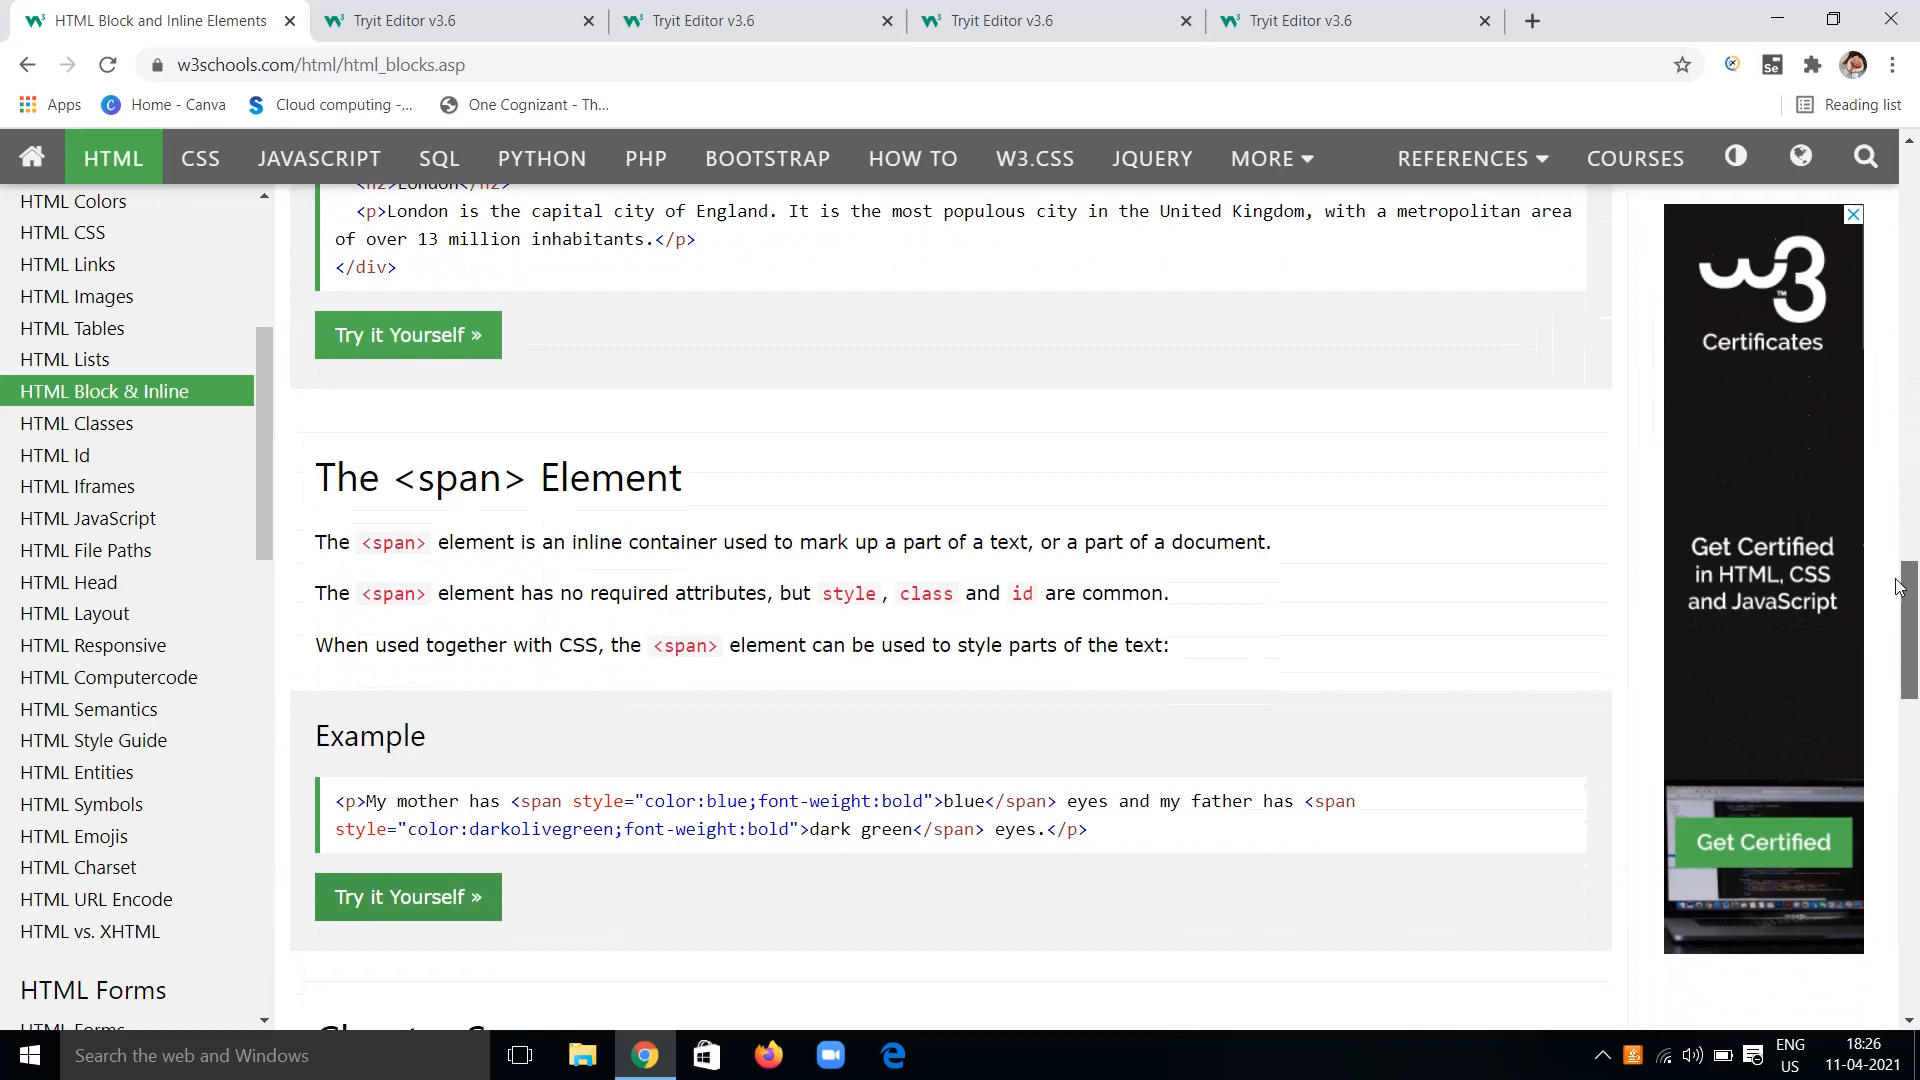 HTML Block and Inline Elements
Tryit Editor v3.6
Tryit Editor v3.6
Tryit Editor v3.6
Tryit Editor v3.6
w3schools.com/html/html_blocks.asp
Apps
Home - Canva
Cloud computing -...
One Cognizant - Th...
Reading list
HTML
CSS
JAVASCRIPT
SQL
PYTHON
PHP
BOOTSTRAP
HOW TO
W3.CSS
JQUERY
MORE
REFERENCES
COURSES
HTML Colors
HTML CSS
HTML Links
HTML Images
HTML Tables
HTML Lists
HTML Block & Inline
HTML Classes
HTML Id
HTML Iframes
HTML JavaScript
HTML File Paths
HTML Head
HTML Layout
HTML Responsive
HTML Computercode
HTML Semantics
HTML Style Guide
HTML Entities
HTML Symbols
HTML Emojis
HTML Charset
HTML URL Encode
HTML vs. XHTML
HTML Forms
HTML Forms
<h2>London</h2>
<p>London is the capital city of England. It is the most populous city in the United Kingdom, with a metropolitan area
of over 13 million inhabitants.</p>
</div>
Try it Yourself »
The <span> Element
The <span> element is an inline container used to mark up a part of a text, or a part of a document.
The <span> element has no required attributes, but style, class and id are common.
When used together with CSS, the <span> element can be used to style parts of the text:
Example
<p>My mother has <span style="color:blue;font-weight:bold">blue</span> eyes and my father has <span
style="color:darkolivegreen;font-weight:bold">dark green</span> eyes.</p>
Try it Yourself »
w3
TM
Certificates
Get Certified
in HTML, CSS
and JavaScript
Get Certified
Search the web and Windows
ENG
US
18:26
11-04-2021